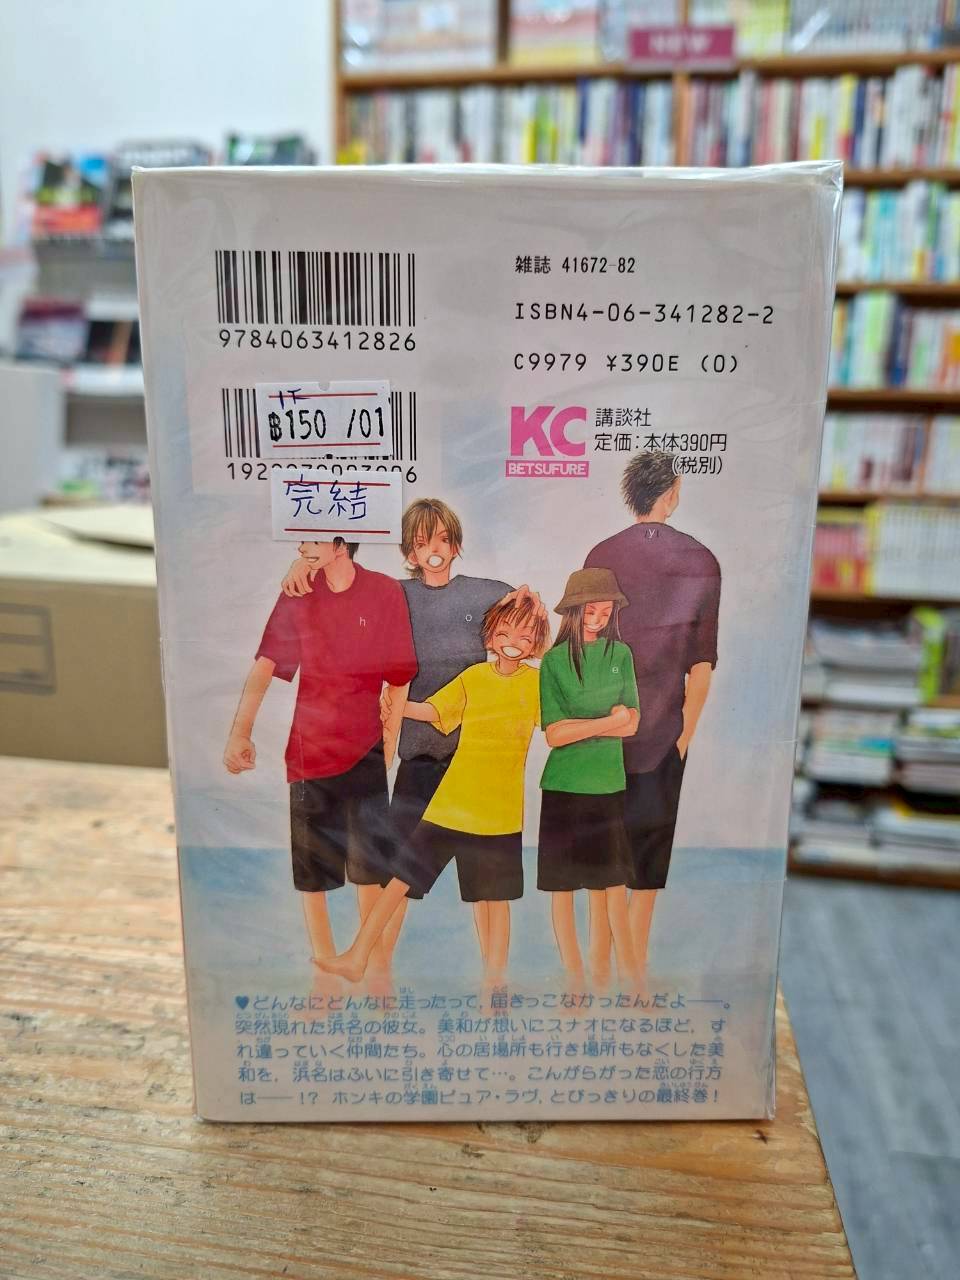 NEW
雑誌 41672-82
ISBN4-06-341282-2
9784063412826
C9979 ¥390E (0)
KC
BETSUFURE
講談社
定価:本体390円
(税別)
฿150 /01
完結
y
h
o
e
♥どんなにどんなに走ったって,届きっこなかったんだよ――。
突然現れた浜名の彼女。美和が想いにスナオになるほど,す
れ違っていく仲間たち。心の居場所も行き場所もなくした美
和を,浜名はふいに引き寄せて…。こんがらがった恋の行方
は――!? ホンキの学園ピュア・ラヴ,とびっきりの最終巻!